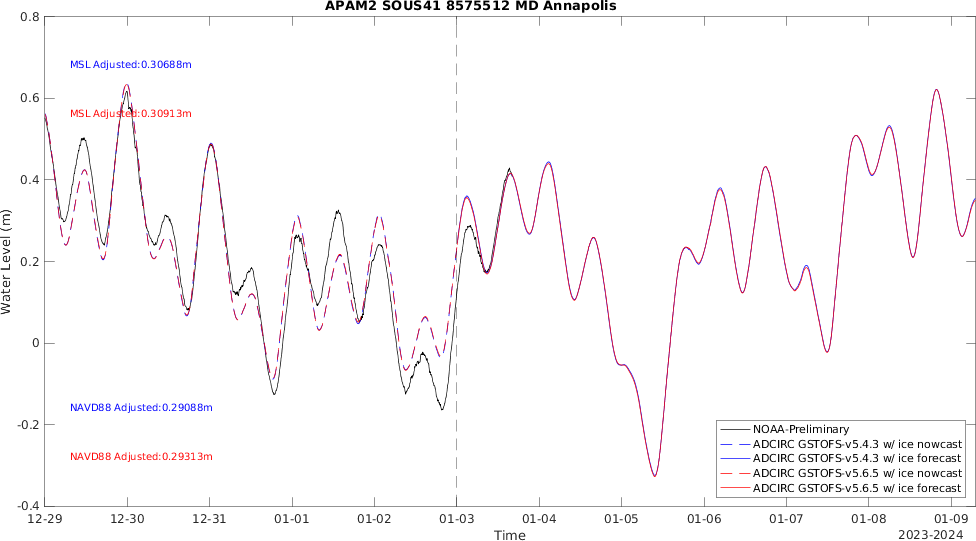 APAM2 SOUS41 8575512 MD Annapolis
0.8
MSL Adjusted:0.30688m
0.6
MSL Adjusted:0.30913m
0.4
Water Level (m)
0.2
0
NAVD88 Adjusted:0.29088m
-0.2
NOAA-Preliminary
ADCIRC GSTOFS-v5.4.3 w/ ice nowcast
NAVD88 Adjusted:0.29313m
ADCIRC GSTOFS-v5.4.3 w/ ice forecast
ADCIRC GSTOFS-v5.6.5 w/ ice nowcast
ADCIRC GSTOFS-v5.6.5 w/ ice forecast
-0.4
12-29 12-30 12-31 01-01 01-02 01-03 01-04 01-05 01-06 01-07 01-08 01-09
Time
2023-2024